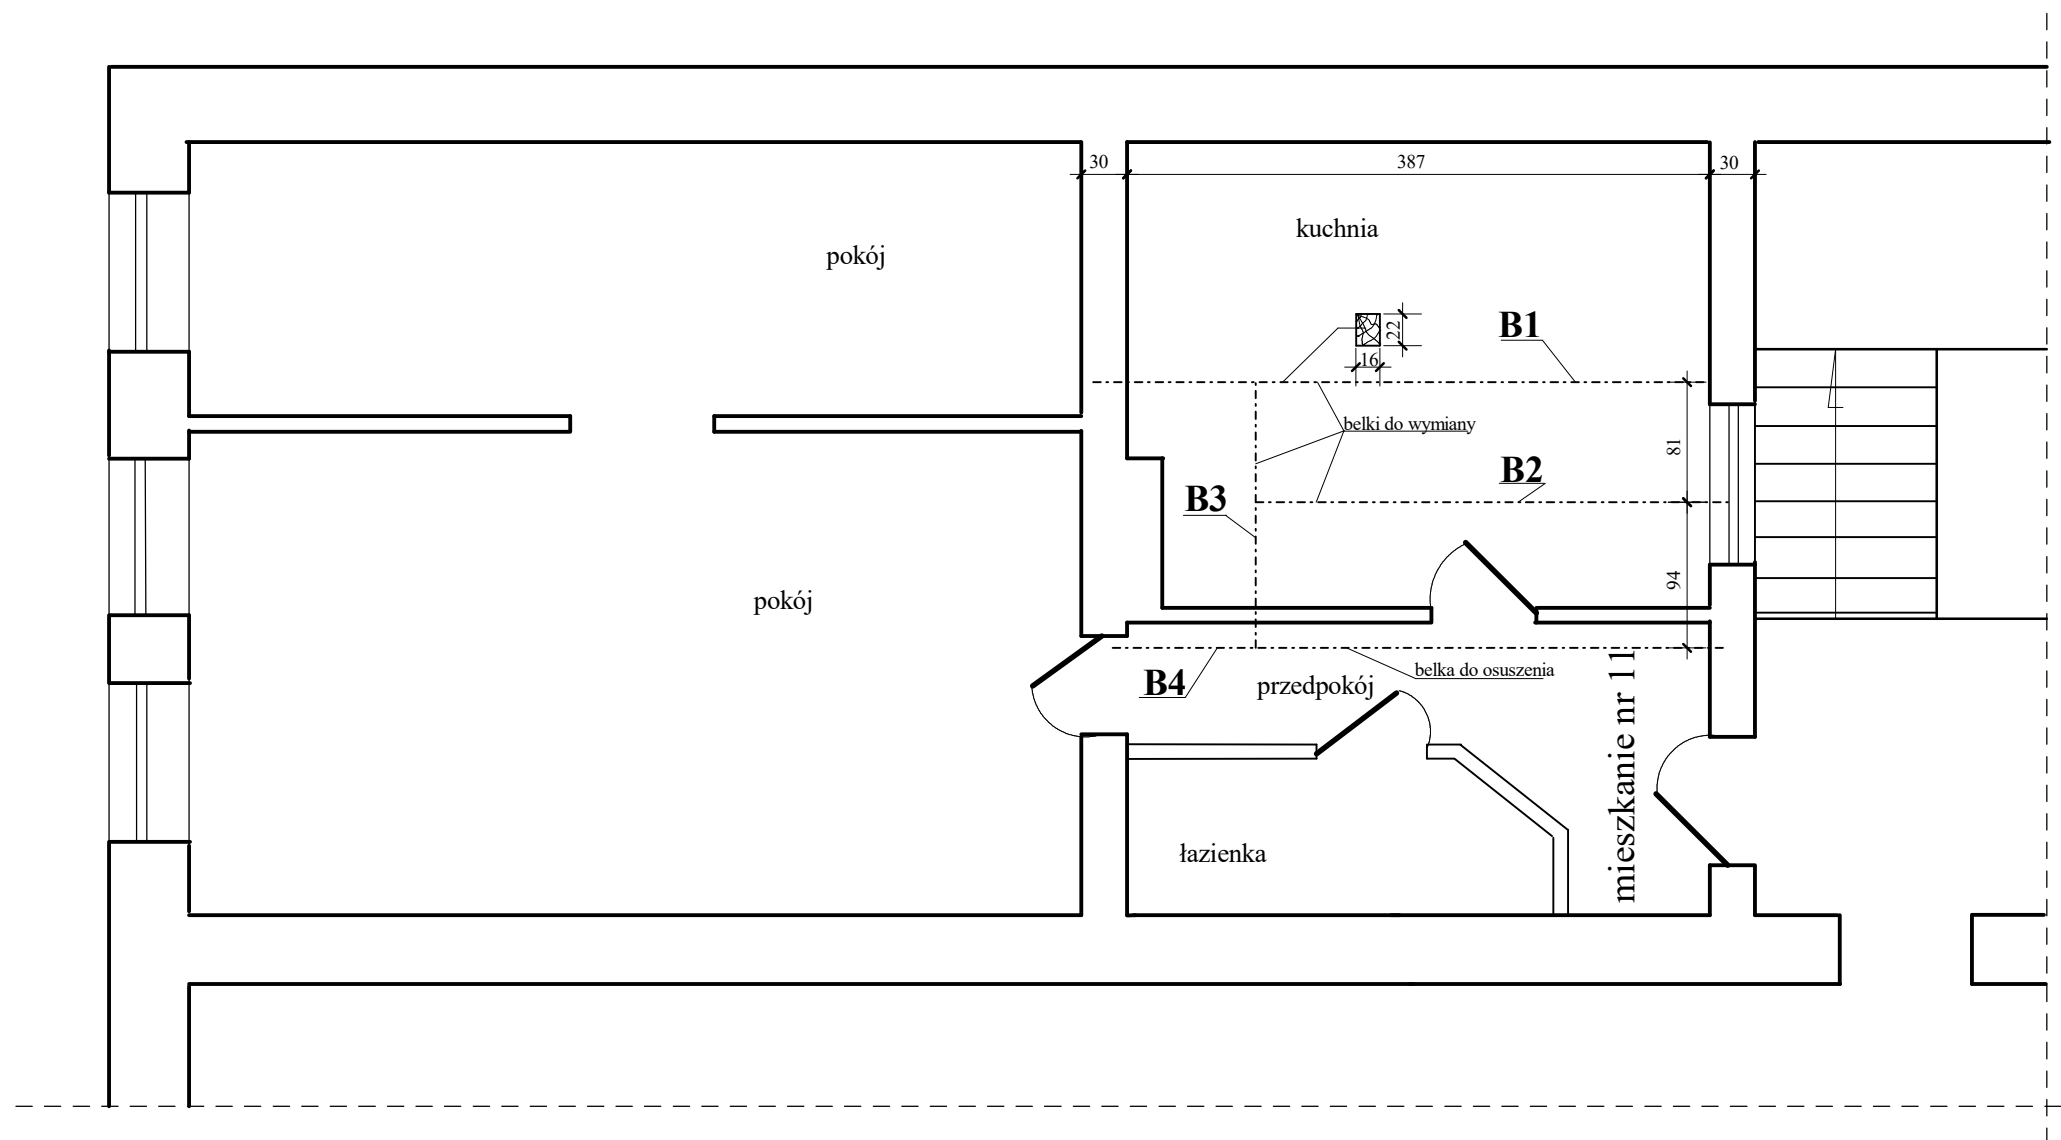 30
387
30
kuchnia
pokój
22
B1
16
belki do wymiany
81
B2
B3
94
pokój
belka do osuszenia
B4
przedpokój
mieszkanie nr 11
łazienka